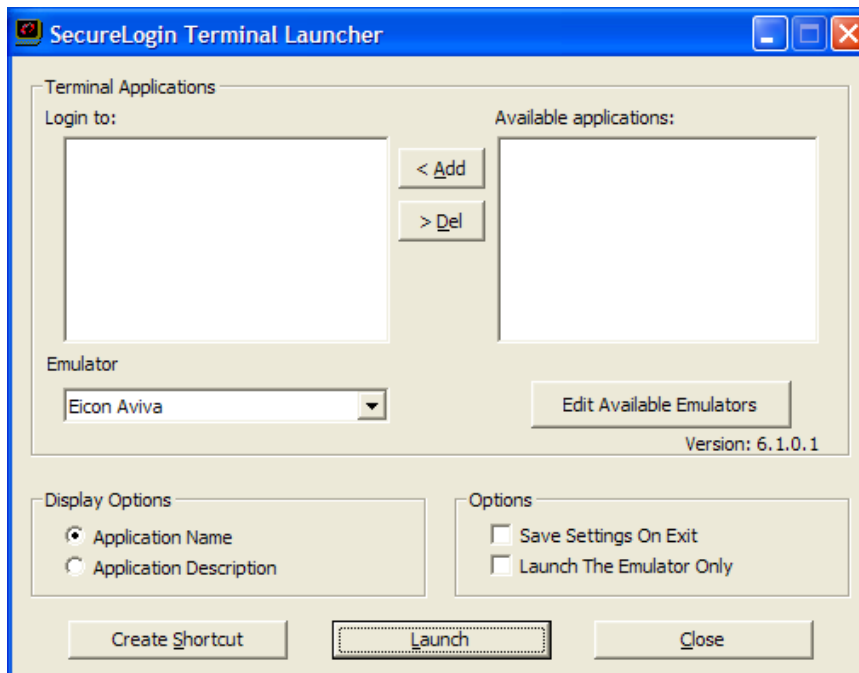 SecureLogin Terminal Launcher
Terminal Applications
Login to:
Available applications:
< Add
> Del
Emulator
Eicon Aviva
Edit Available Emulators
Version: 6.1.0.1
Display Options
Options
Application Name
Save Settings On Exit
Application Description
Launch The Emulator Only
Create Shortcut
Launch
Close